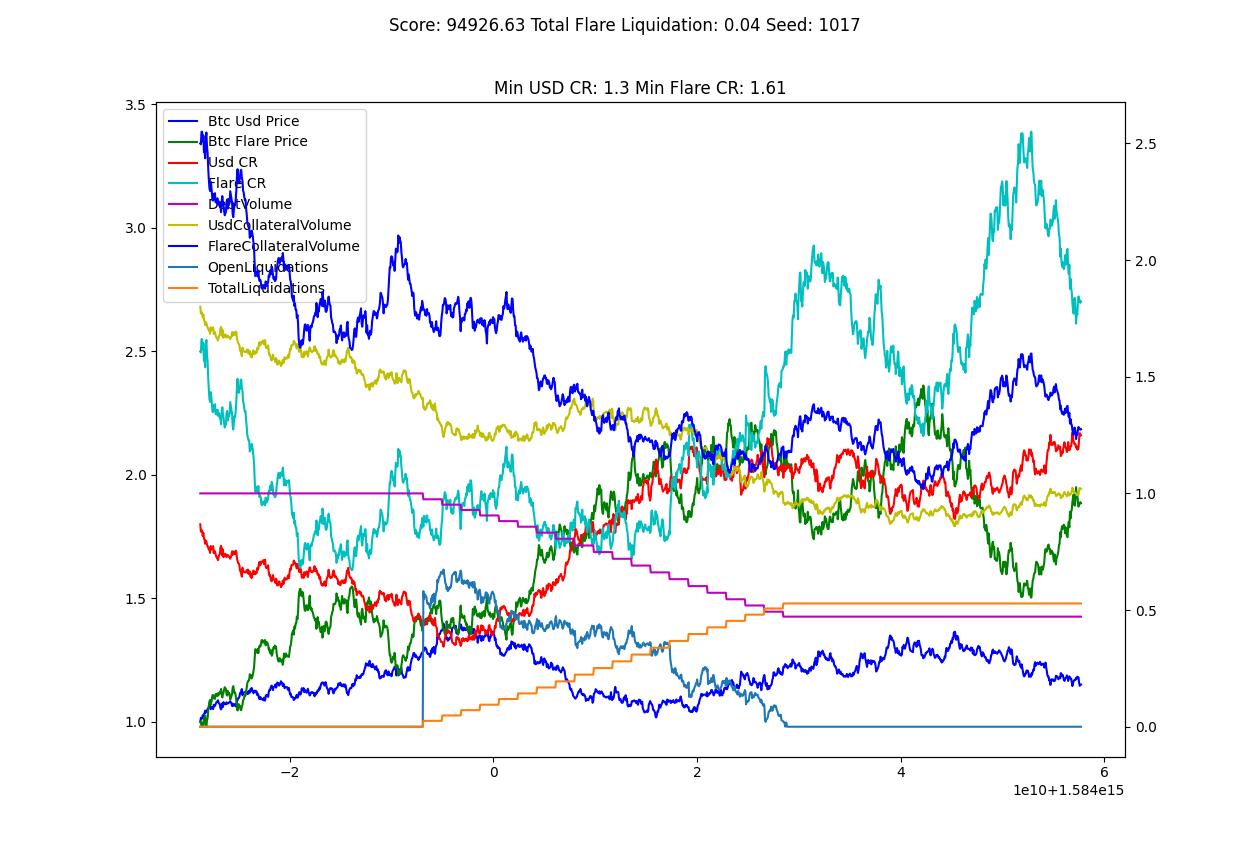 Score: 94926.63 Total Flare Liquidation: 0.04 Seed: 1017
Min USD CR: 1.3 Min Flare CR: 1.61
3.5
3.0
2.5
2.0
1.5
1.0
Btc Usd Price
Btc Flare Price
Usd CR
Flare CR
DebtVolume
UsdCollateralVolume
FlareCollateralVolume
OpenLiquidations
TotalLiquidations
2.5
2.0
1.5
1.0
0.5
0.0
−2 0 2 4 6
1e10+1.584e15